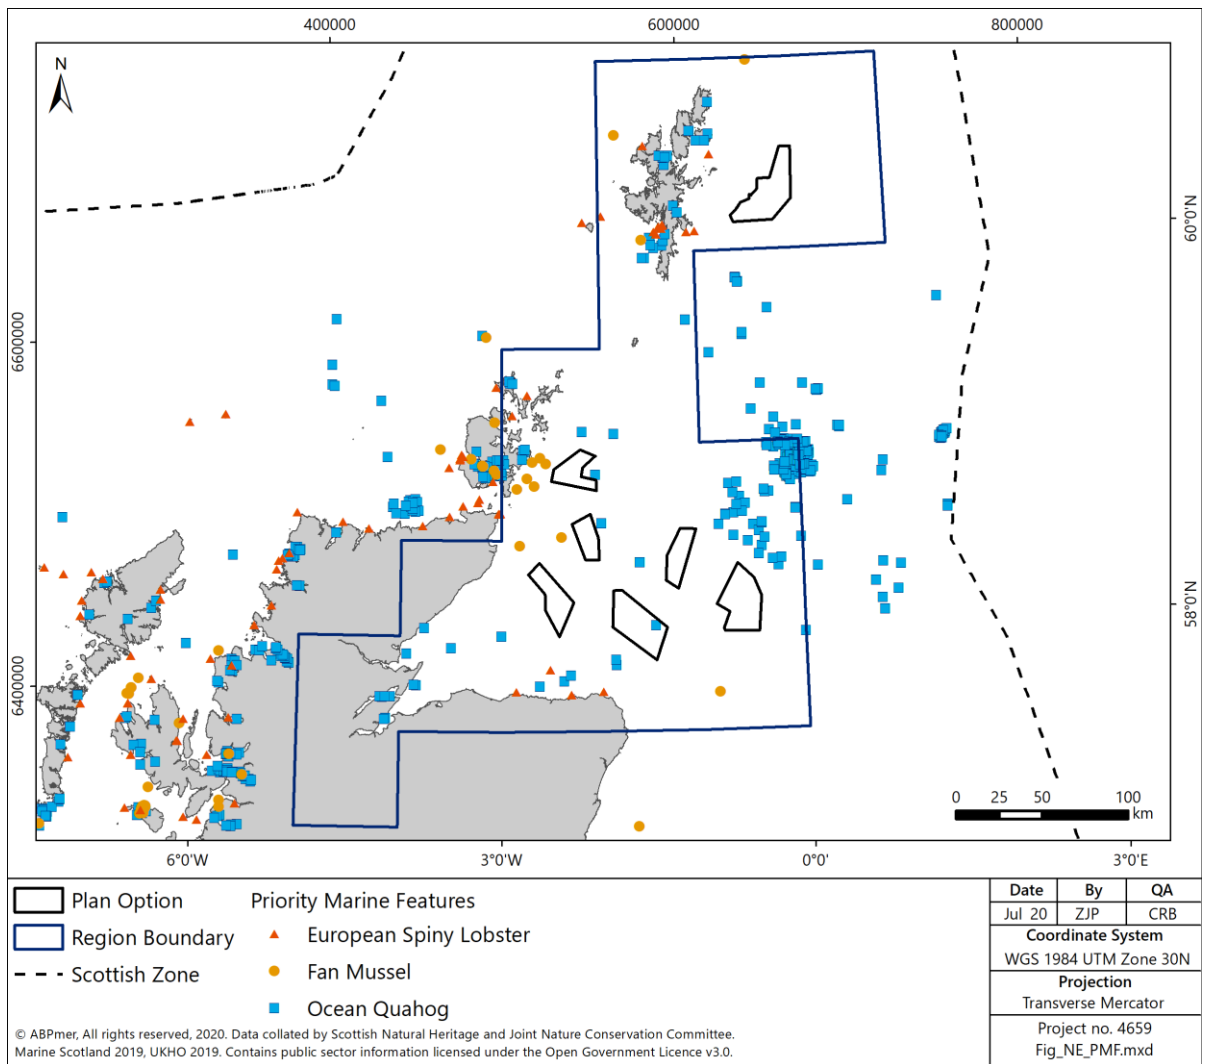 400000 600000 800000
N
60°0'N
6600000
58°0'N
6400000
0 25 50 100
km
6°0'W 3°0'W 0°0' 3°0'E
Plan Option
Region Boundary
Scottish Zone
Priority Marine Features
European Spiny Lobster
Fan Mussel
Ocean Quahog
Date By QA
Jul 20 ZJP CRB
Coordinate System
WGS 1984 UTM Zone 30N
Projection
Transverse Mercator
Project no. 4659
Fig_NE_PMF.mxd
© ABPmer, All rights reserved, 2020. Data collated by Scottish Natural Heritage and Joint Nature Conservation Committee.
Marine Scotland 2019, UKHO 2019. Contains public sector information licensed under the Open Government Licence v3.0.